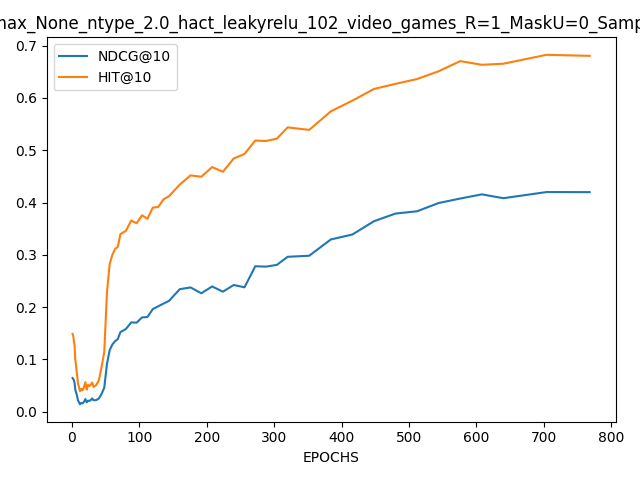 max_None_ntype_2.0_hact_leakyrelu_102_video_games_R=1_MaskU=0_Samp
NDCG@10
HIT@10
0.7
0.6
0.5
0.4
0.3
0.2
0.1
0.0
0 100 200 300 400 500 600 700 800
EPOCHS